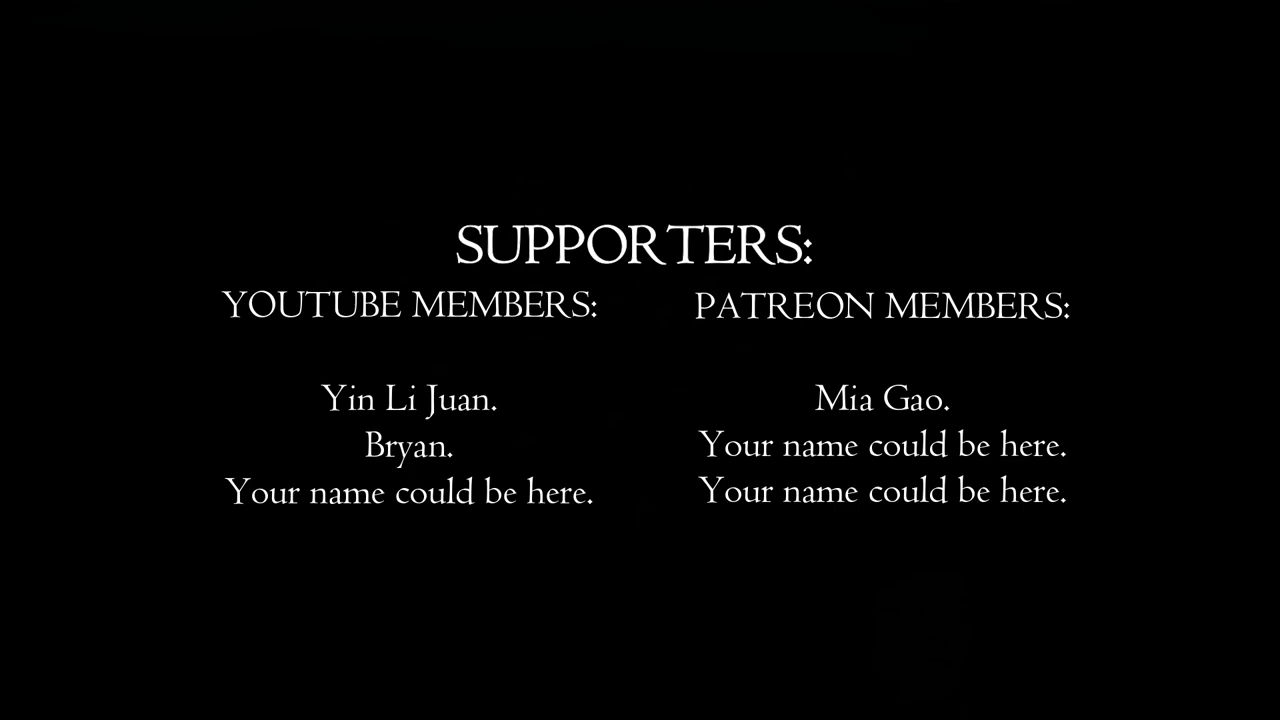 SUPPORTERS:
YOUTUBE MEMBERS:
Yin Li Juan.
Bryan.
Your name could be here.
PATREON MEMBERS:
Mia Gao.
Your name could be here.
Your name could be here.